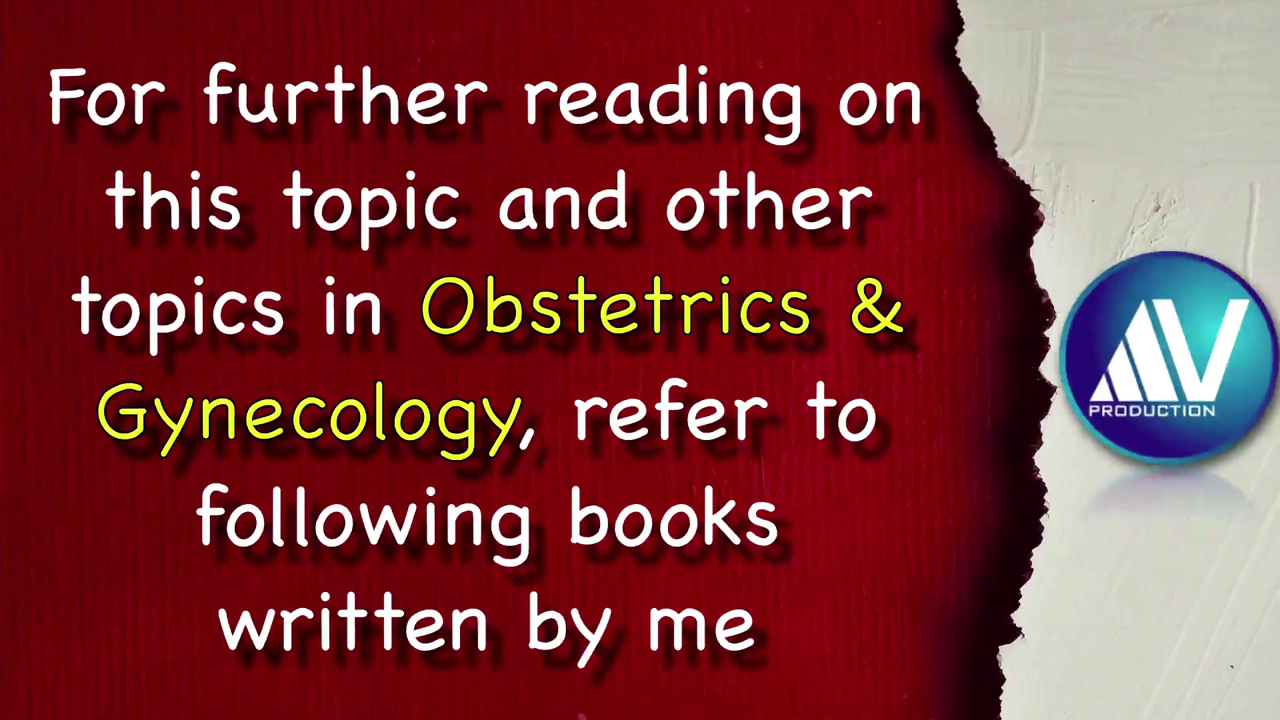 For further reading on
this topic and other
topics in Obstetrics &
Gynecology, refer to
following books
written by me
AV
PRODUCTION